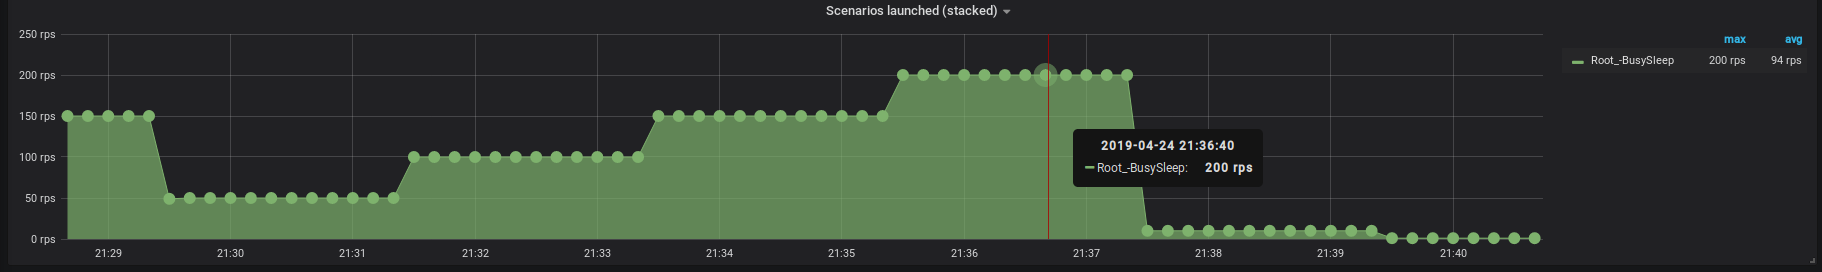 Scenarios launched (stacked)
250 rps
200 rps
150 rps
100 rps
50 rps
0 rps
21:29 21:30 21:31 21:32 21:33 21:34 21:35 21:36 21:37 21:38 21:39 21:40
2019-04-24 21:36:40
Root_-BusySleep: 200 rps
max avg
Root_-BusySleep 200 rps 94 rps